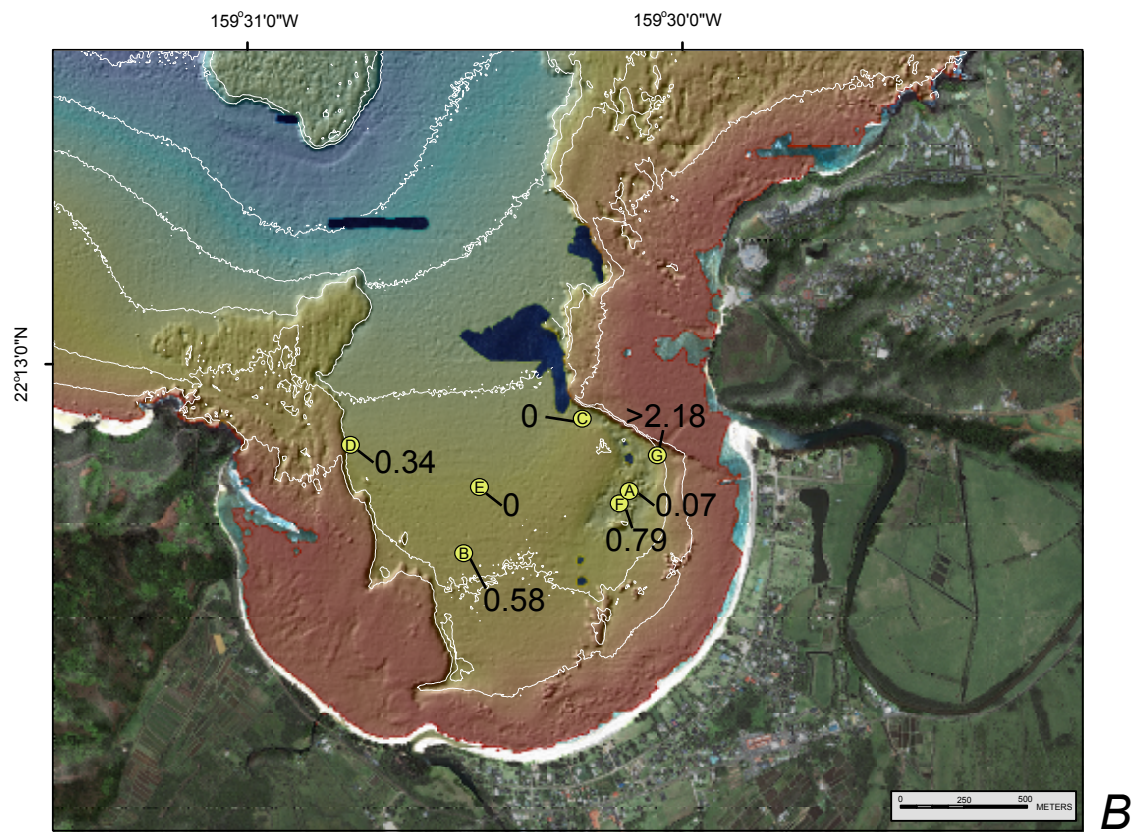 159°31'0"W
159°30'0"W
22°13'0"N
0
C
>2.18
G
D
0.34
E
0
A
0.07
F
0.79
B
0.58
0 250 500
METERS
B